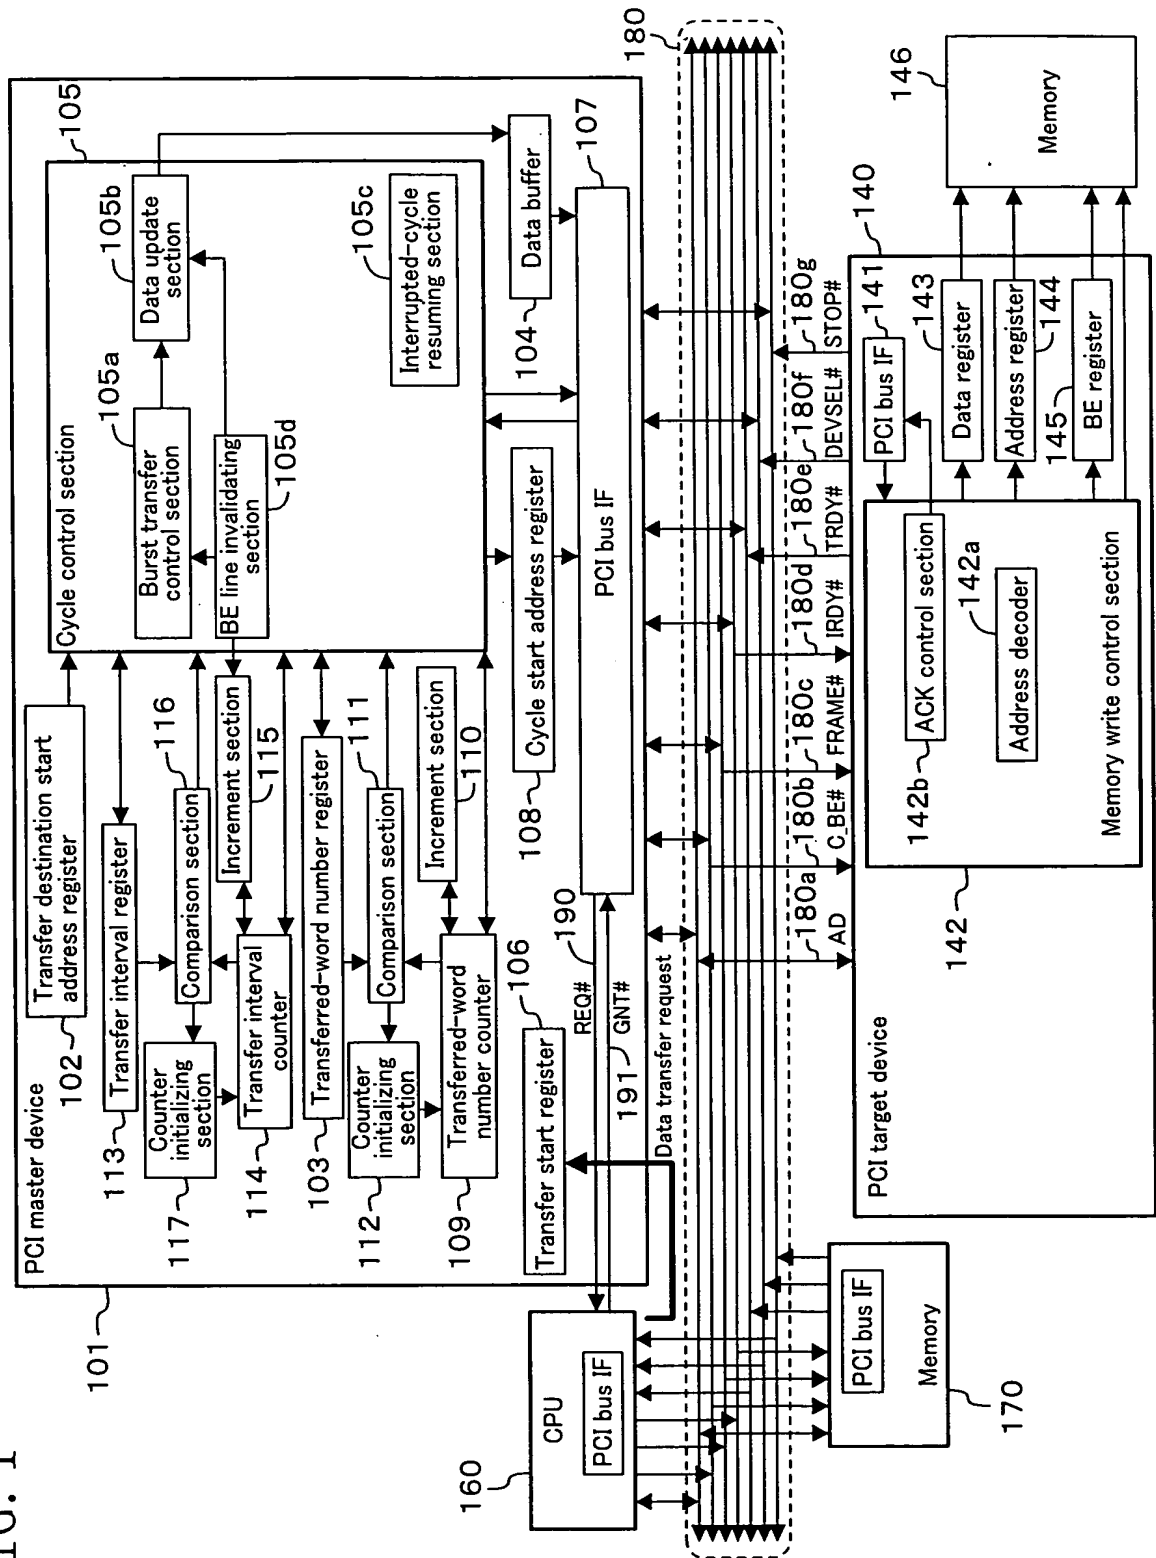 FIG. 1
101
PCI master device
102
Transfer destination start
address register
113
Transfer interval register
117
Counter
initializing
section
Comparison section
116
114
Transfer interval
counter
Increment section
115
103
Transferred-word number register
112
Counter
initializing
section
Comparison section
111
109
Transferred-word
number counter
Increment section
110
Transfer start register
106
105
Cycle control section
Burst transfer
control section
105a
Data update
section
105b
BE line invalidating
section
105d
Interrupted-cycle
resuming section
105c
108
Cycle start address register
104
Data buffer
PCI bus IF
107
REQ#
190
GNT#
191
Data transfer request
160
CPU
PCI bus IF
180
AD
180a
C_BE#
180b
FRAME#
180c
IRDY#
180d
TRDY#
180e
DEVSEL#
180f
STOP#
180g
PCI bus IF
Memory
170
PCI target device
140
142
142b
ACK control section
142a
Address decoder
Memory write control section
PCI bus IF
141
Data register
143
Address register
144
145
BE register
146
Memory